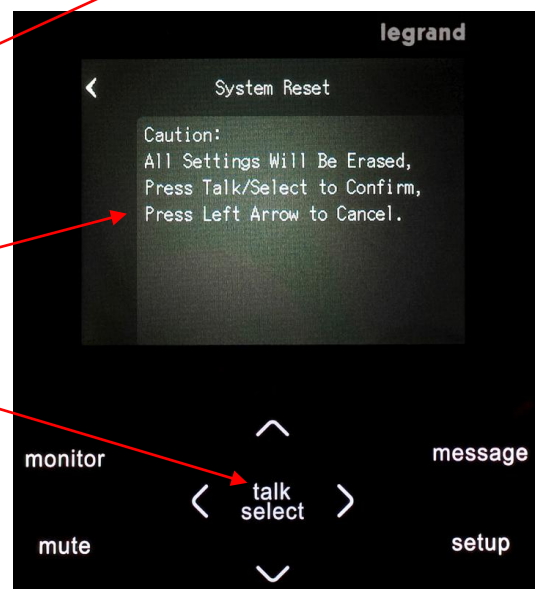 legrand
System Reset
Caution:
All Settings Will Be Erased,
Press Talk/Select to Confirm,
Press Left Arrow to Cancel.
monitor
message
talk
select
mute
setup